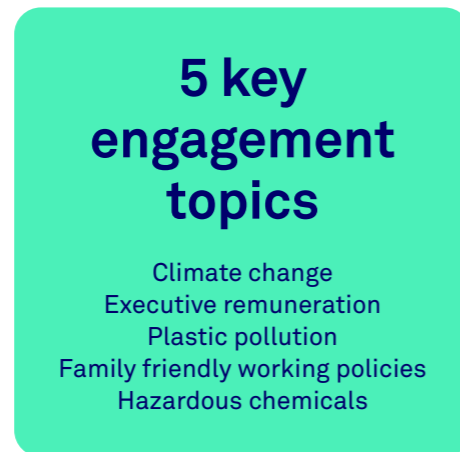 5 key
engagement
topics
Climate change
Executive remuneration
Plastic pollution
Family friendly working policies
Hazardous chemicals